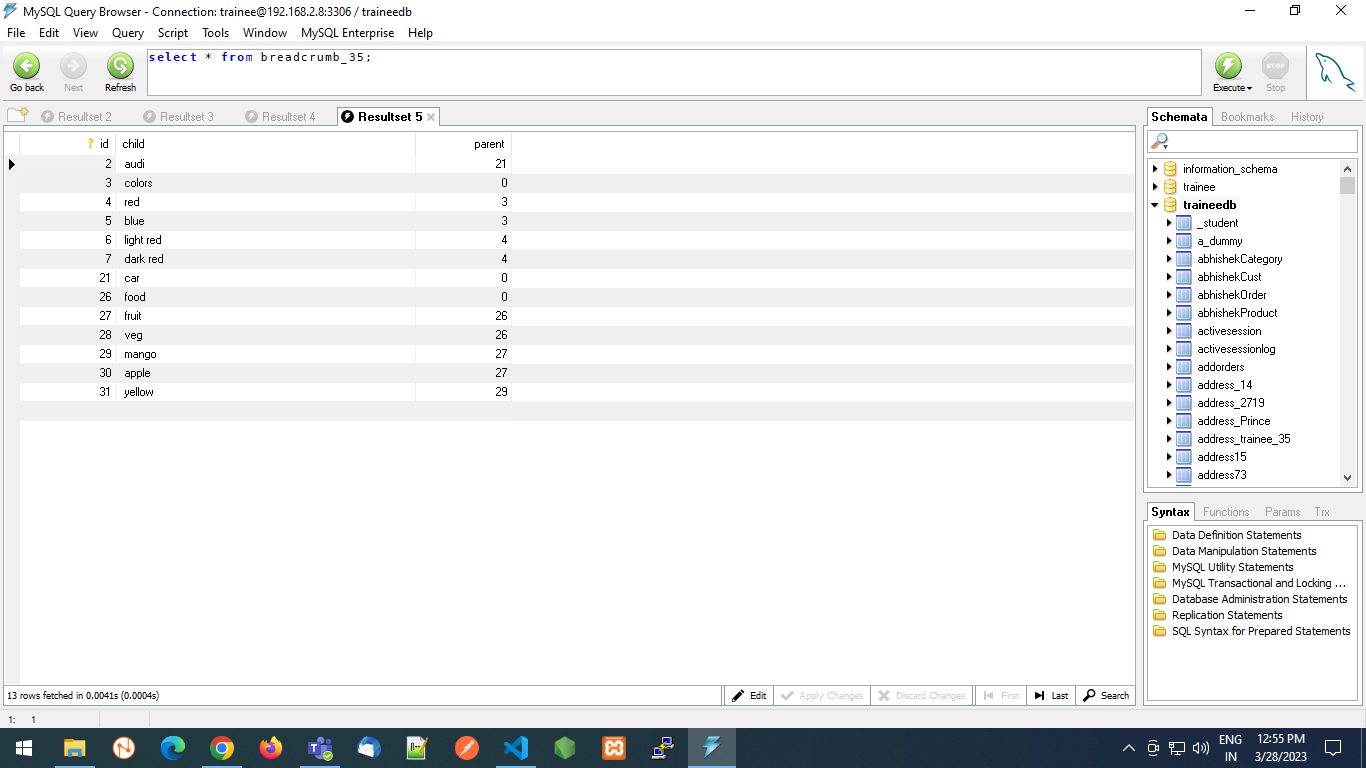 MySQL Query Browser - Connection: trainee@192.168.2.8:3306 / traineedb
File Edit View Query Script Tools Window MySQL Enterprise Help
Go back Next Refresh
select * from breadcrumb_35;
Execute STOP Stop
Resultset 2 Resultset 3 Resultset 4 Resultset 5
id child parent
2 audi 21
3 colors 0
4 red 3
5 blue 3
6 light red 4
7 dark red 4
21 car 0
26 food 0
27 fruit 26
28 veg 26
29 mango 27
30 apple 27
31 yellow 29
13 rows fetched in 0.0041s (0.0004s)
Edit Apply Changes Discard Changes First Last Search
1: 1
Schemata Bookmarks History
information_schema
trainee
traineedb
_student
a_dummy
abhishekCategory
abhishekCust
abhishekOrder
abhishekProduct
activesession
activesessionlog
addorders
address_14
address_2719
address_Prince
address_trainee_35
address15
address73
Syntax Functions Params Trx
Data Definition Statements
Data Manipulation Statements
MySQL Utility Statements
MySQL Transactional and Locking ...
Database Administration Statements
Replication Statements
SQL Syntax for Prepared Statements
ENG
IN
12:55 PM
3/28/2023